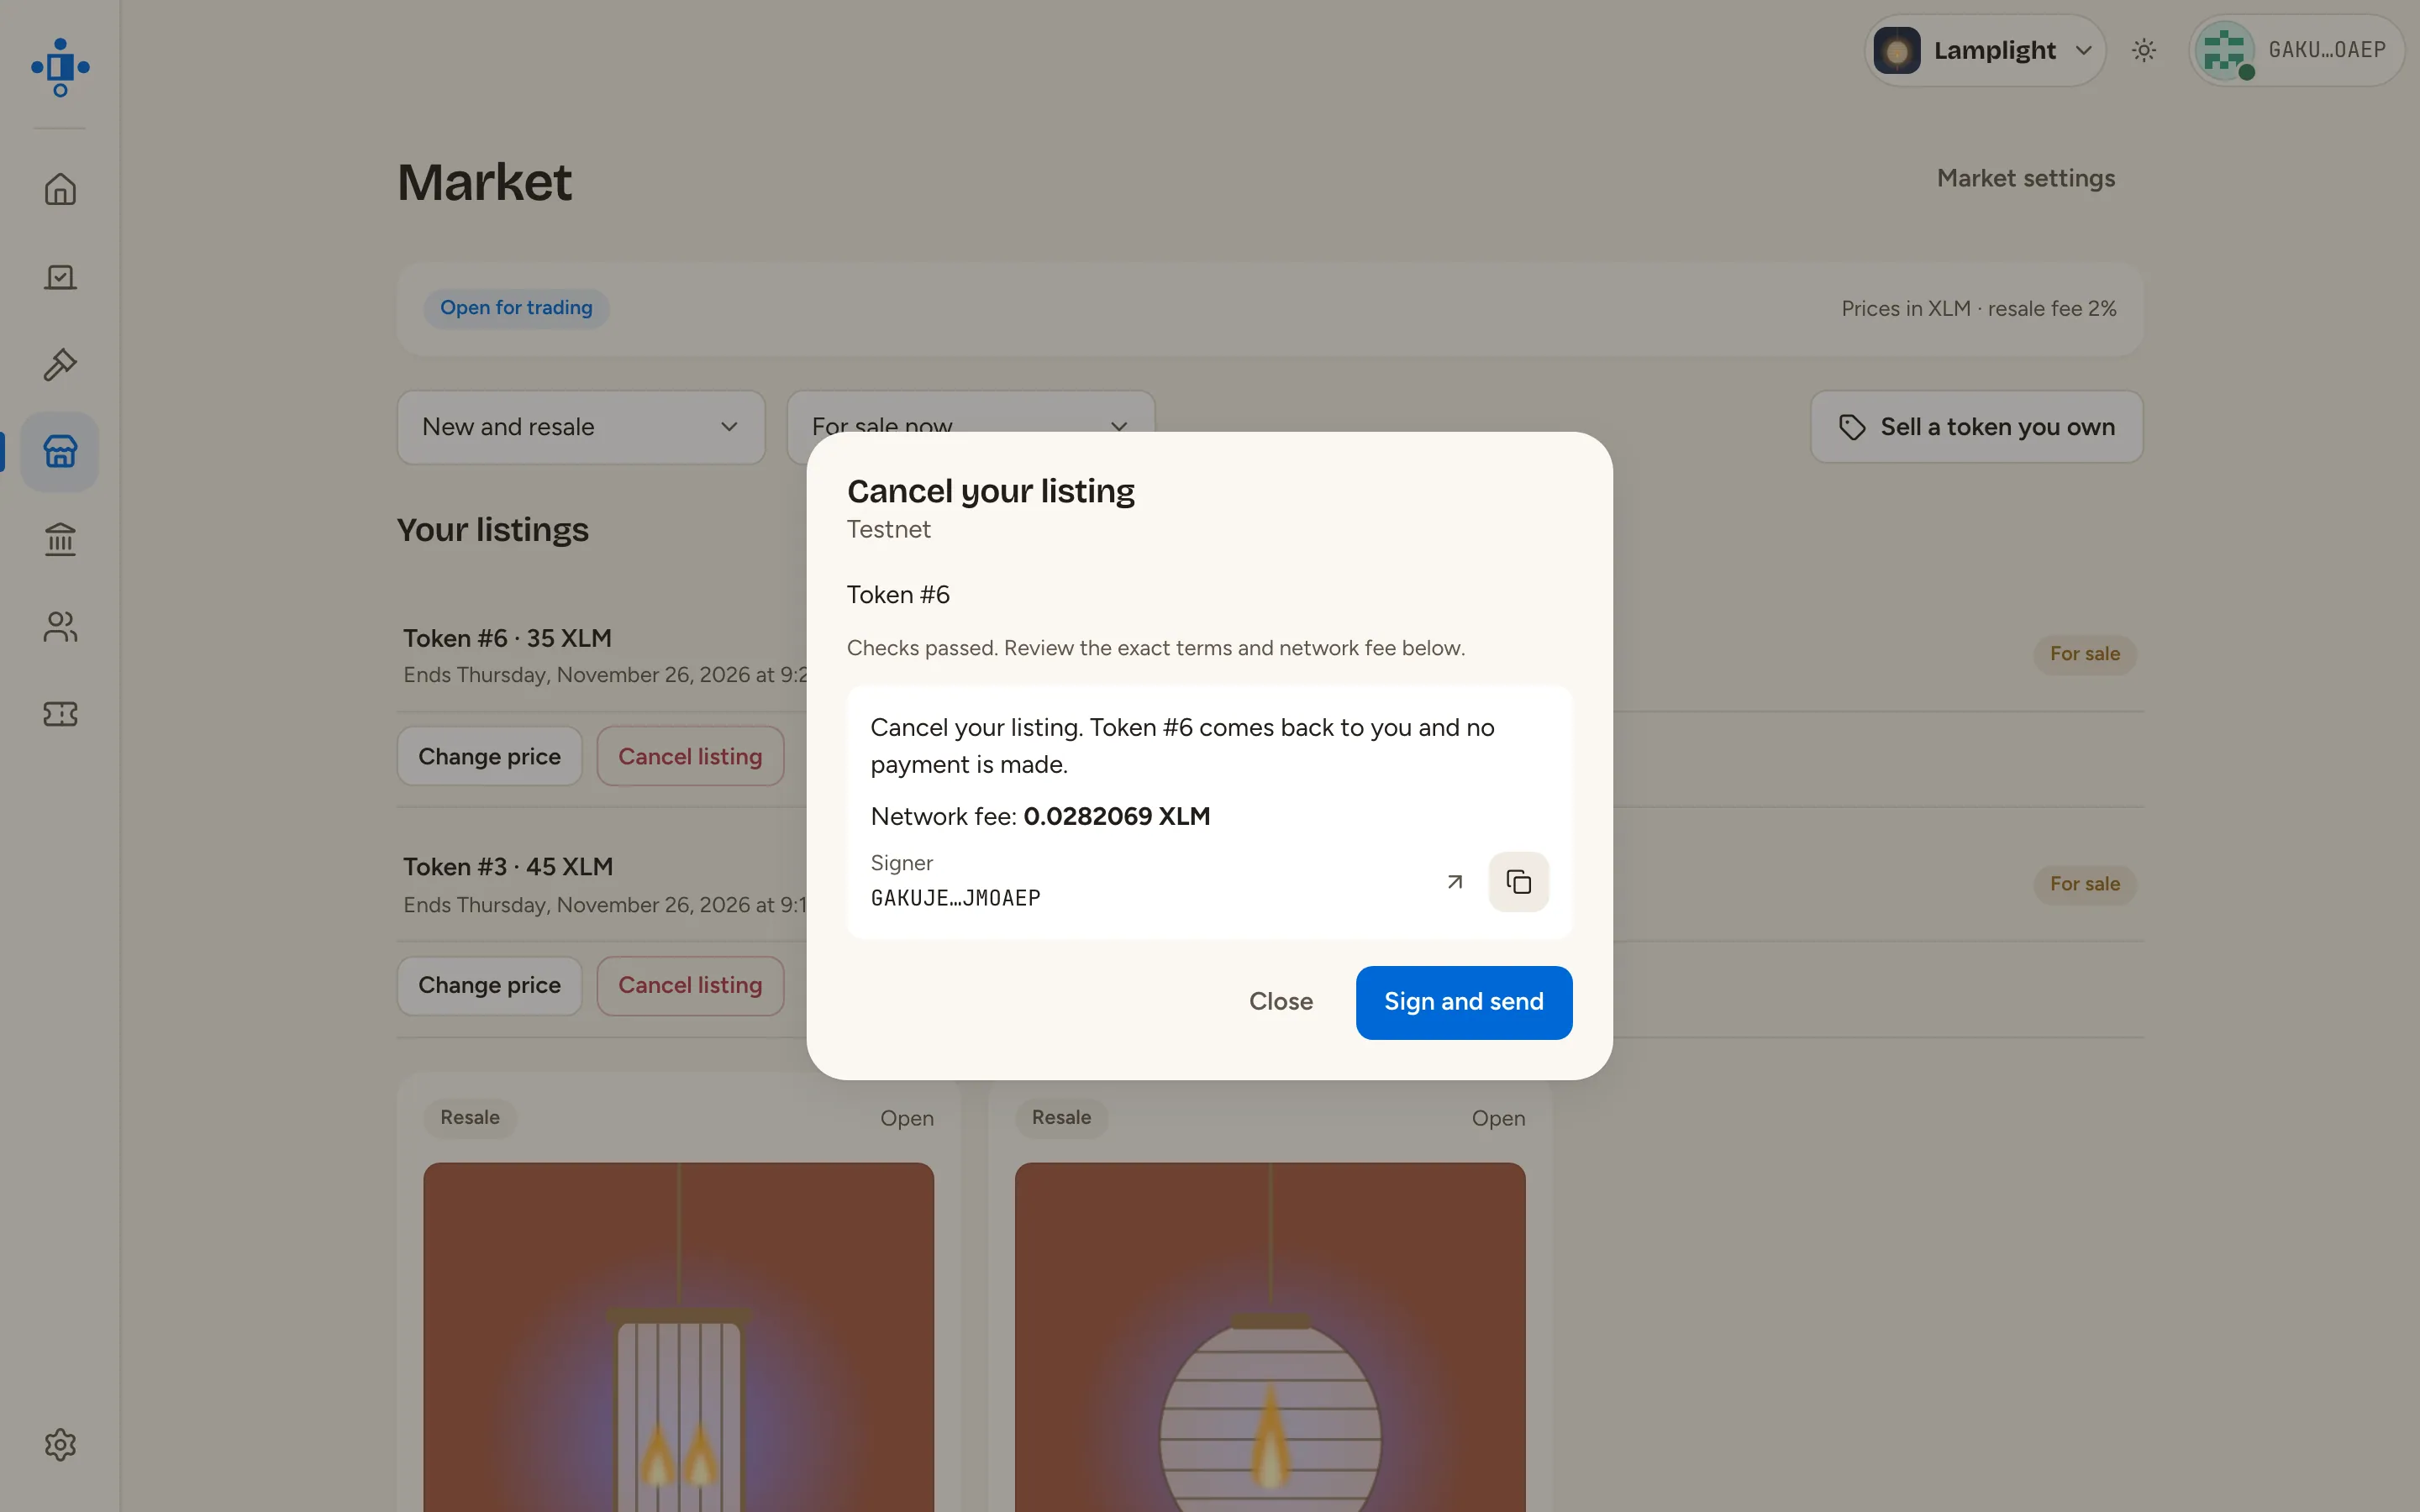 Lamplight
GAKU…OAEP
Market
Market settings
Open for trading
Prices in XLM · resale fee 2%
New and resale
For sale now
Sell a token you own
Your listings
Token #6 · 35 XLM
Ends Thursday, November 26, 2026 at 9:2
For sale
Change price
Cancel listing
Token #3 · 45 XLM
Ends Thursday, November 26, 2026 at 9:1
For sale
Change price
Cancel listing
Cancel your listing
Testnet
Token #6
Checks passed. Review the exact terms and network fee below.
Cancel your listing. Token #6 comes back to you and no
payment is made.
Network fee: 0.0282069 XLM
Signer
GAKUJE…JMOAEP
Close
Sign and send
Resale
Open
Resale
Open